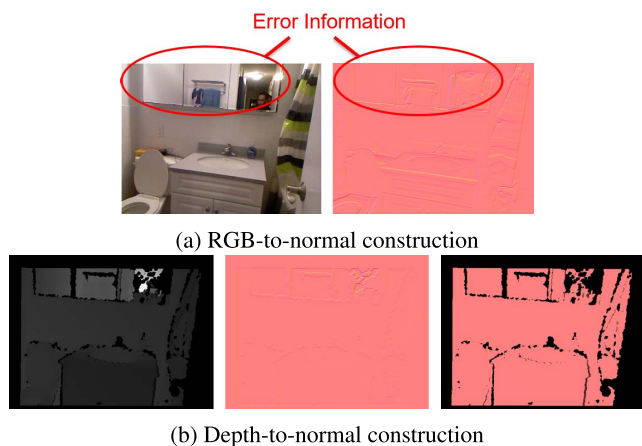 Error Information
(a) RGB-to-normal construction
(b) Depth-to-normal construction